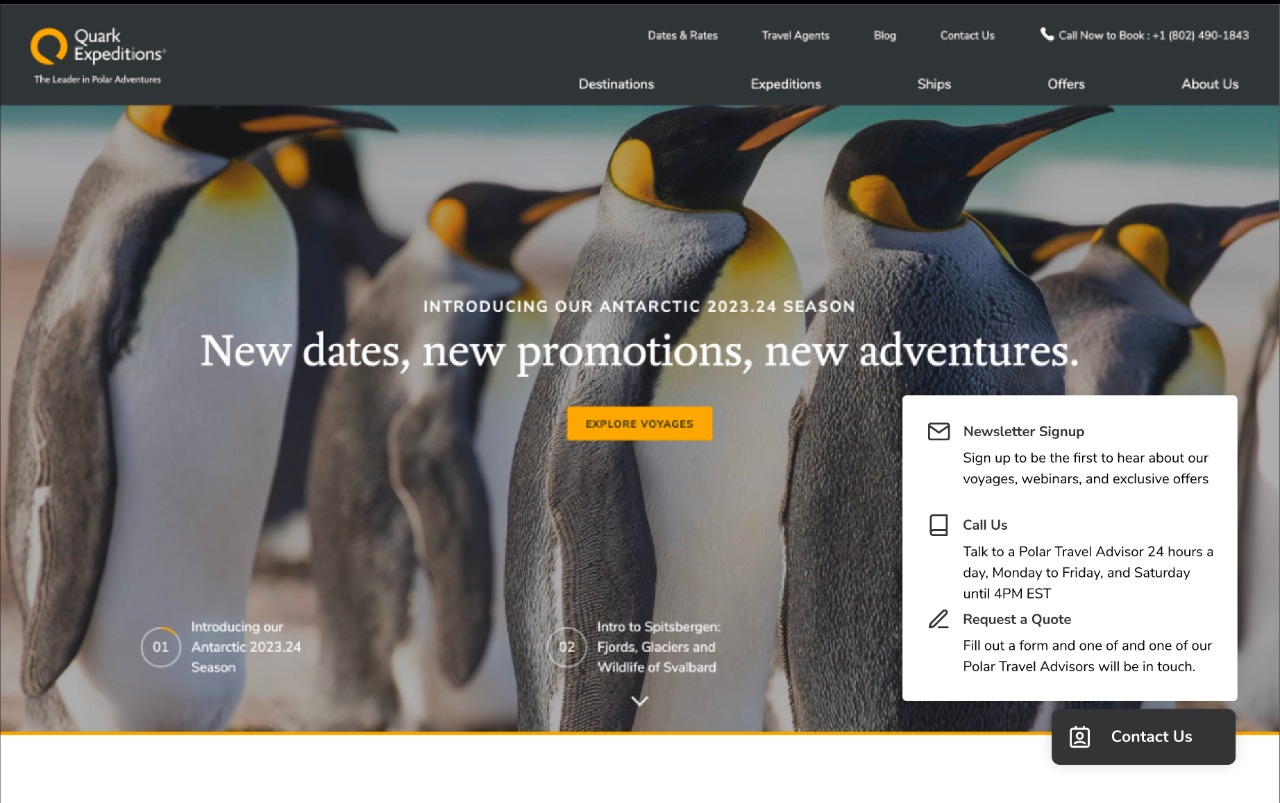 Quark
Expeditions®
The Leader in Polar Adventures
Dates & Rates
Travel Agents
Blog
Contact Us
Call Now to Book : +1 (802) 490-1843
Destinations
Expeditions
Ships
Offers
About Us
INTRODUCING OUR ANTARCTIC 2023.24 SEASON
New dates, new promotions, new adventures.
EXPLORE VOYAGES
Newsletter Signup
Sign up to be the first to hear about our
voyages, webinars, and exclusive offers
Call Us
Talk to a Polar Travel Advisor 24 hours a
day, Monday to Friday, and Saturday
until 4PM EST
Request a Quote
Fill out a form and one of and one of our
Polar Travel Advisors will be in touch.
01
Introducing our
Antarctic 2023.24
Season
02
Intro to Spitsbergen:
Fjords, Glaciers and
Wildlife of Svalbard
Contact Us